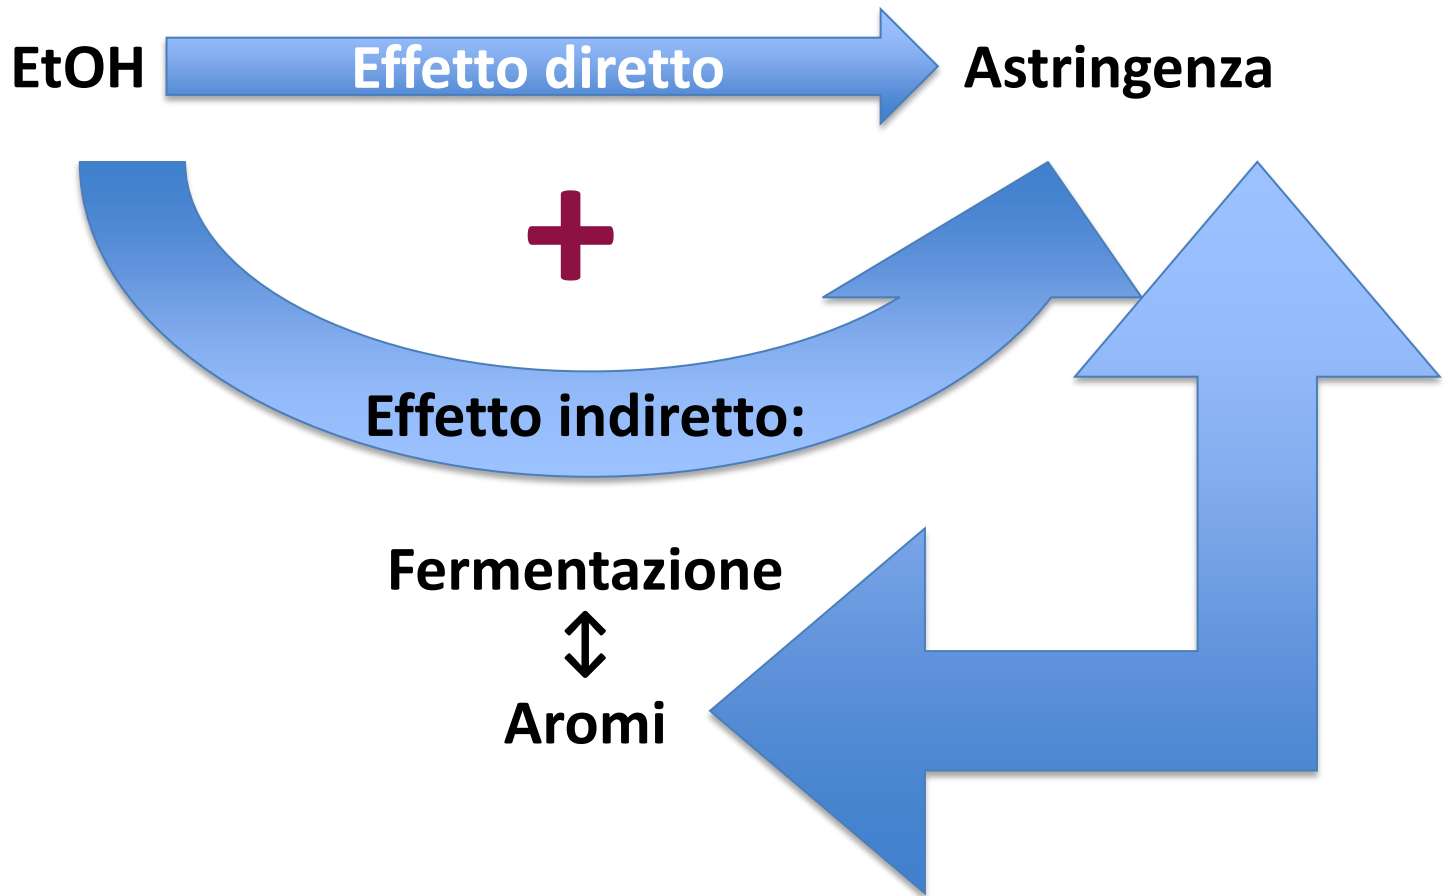 EtOH
Effetto diretto
Astringenza
+
Effetto indiretto:
Fermentazione
↕
Aromi